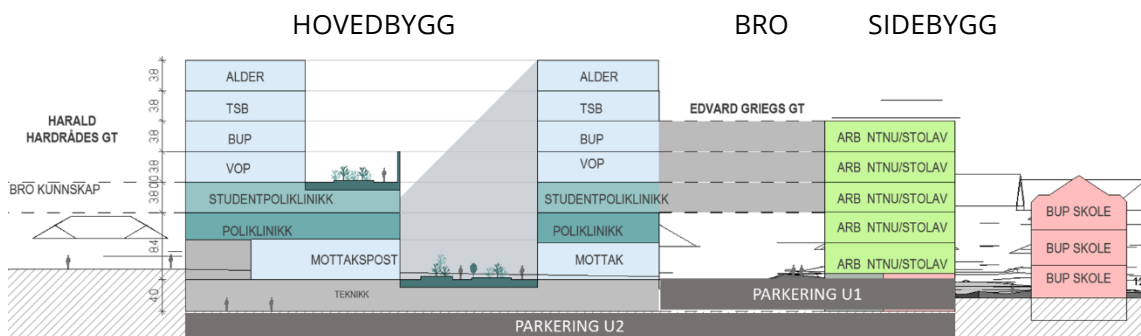 HOVEDBYGG
BRO
SIDEBYGG
HARALD
HARDRÅDES GT
BRO KUNNSKAP
38
38
38
38
38
84
40
ALDER
TSB
BUP
VOP
STUDENTPOLIKLINIKK
POLIKLINIKK
MOTTAKSPOST
TEKNIKK
ALDER
TSB
BUP
VOP
STUDENTPOLIKLINIKK
POLIKLINIKK
MOTTAK
EDVARD GRIEGS GT
ARB NTNU/STOLAV
ARB NTNU/STOLAV
ARB NTNU/STOLAV
ARB NTNU/STOLAV
ARB NTNU/STOLAV
BUP SKOLE
BUP SKOLE
BUP SKOLE
PARKERING U1
PARKERING U2